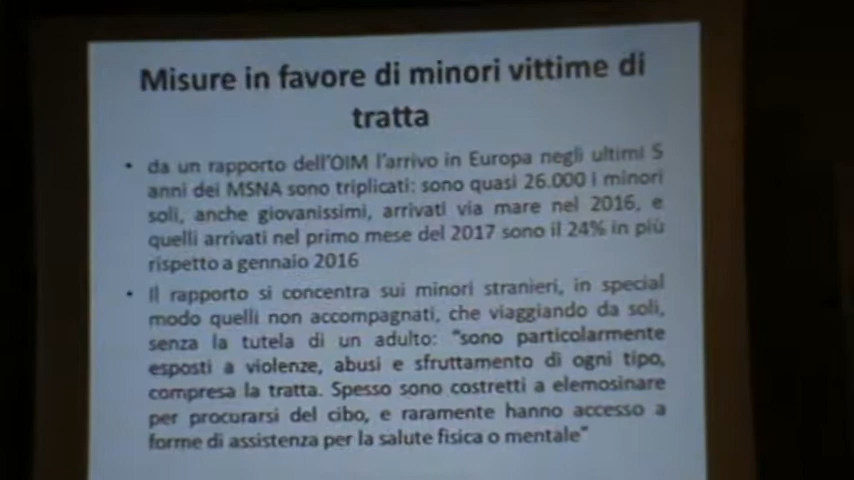 Misure in favore di minori vittime di
tratta
• da un rapporto dell'OIM l'arrivo in Europa negli ultimi 5
anni dei MSNA sono triplicati: sono quasi 26.000 i minori
soli, anche giovanissimi, arrivati via mare nel 2016, e
quelli arrivati nel primo mese del 2017 sono il 24% in più
rispetto a gennaio 2016
• Il rapporto si concentra sui minori stranieri, in special
modo quelli non accompagnati, che viaggiando da soli,
senza la tutela di un adulto: "sono particolarmente
esposti a violenze, abusi e sfruttamento di ogni tipo,
compresa la tratta. Spesso sono costretti a elemosinare
per procurarsi del cibo, e raramente hanno accesso a
forme di assistenza per la salute fisica o mentale"